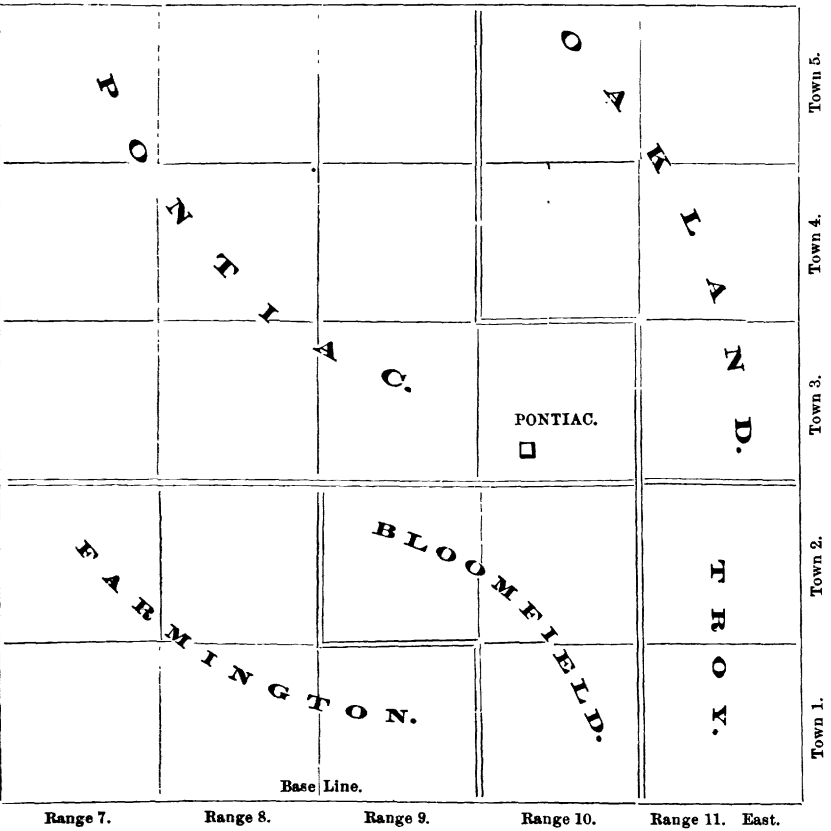 PONTIAC.
OAKLAND.
Town 5.
Town 4.
Town 3.
PONTIAC.
FARMINGTON.
BLOOMFIELD.
TROY.
Town 2.
Town 1.
Base Line.
Range 7. Range 8. Range 9. Range 10. Range 11. East.